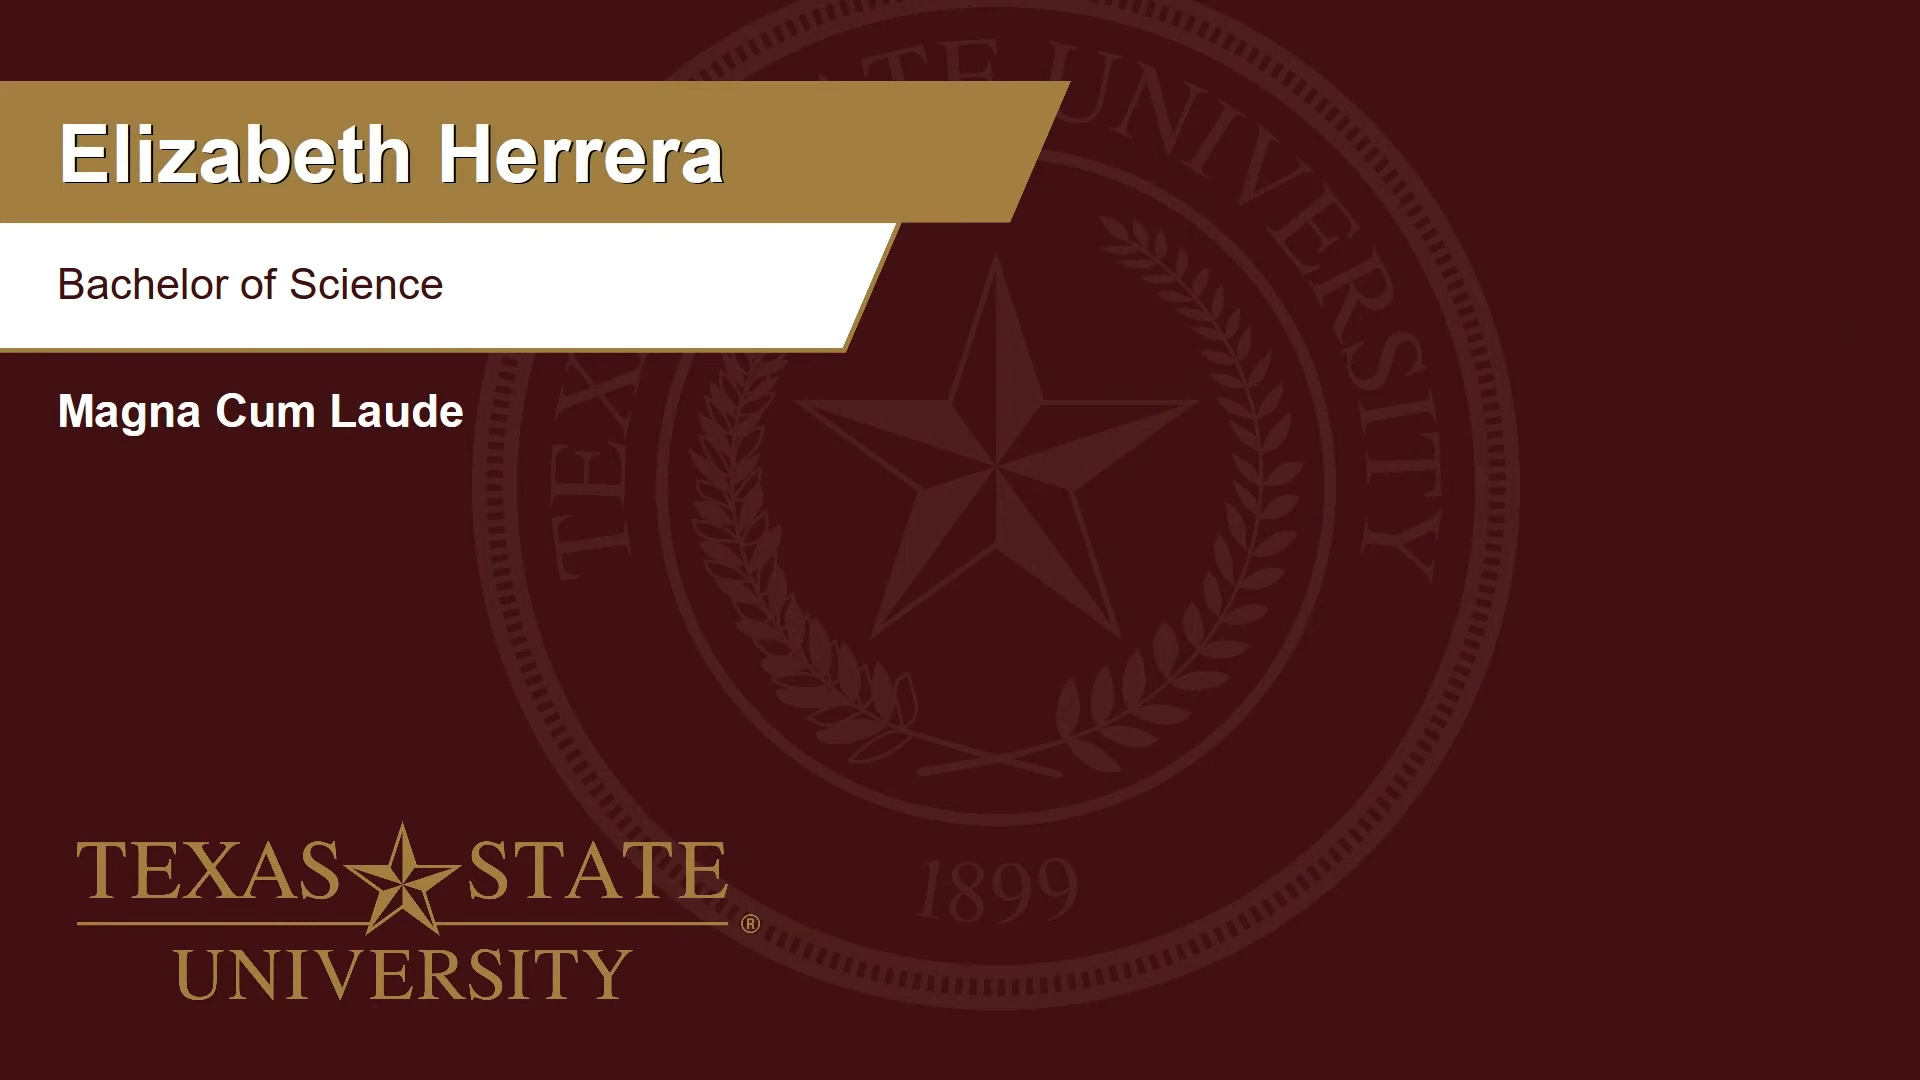 Elizabeth Herrera
Bachelor of Science
Magna Cum Laude
TEXAS STATE
UNIVERSITY
®
TEXAS STATE UNIVERSITY
1899